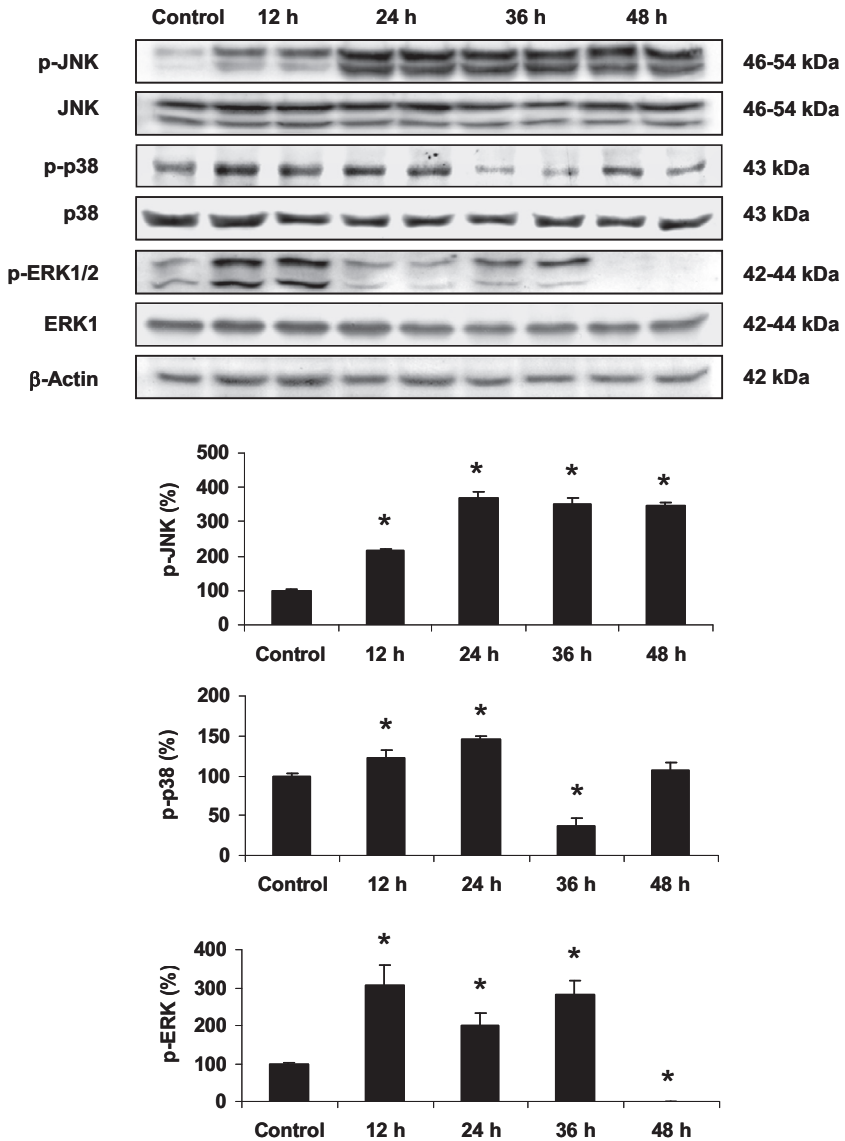 Control 12 h 24 h 36 h 48 h
p-JNK 46-54 kDa
JNK 46-54 kDa
p-p38 43 kDa
p38 43 kDa
p-ERK1/2 42-44 kDa
ERK1 42-44 kDa
β-Actin 42 kDa
p-JNK (%)
500
400
300
200
100
0
* * * *
Control 12 h 24 h 36 h 48 h
p-p38 (%)
200
150
100
50
0
* * *
Control 12 h 24 h 36 h 48 h
p-ERK (%)
400
300
200
100
0
* * * *
Control 12 h 24 h 36 h 48 h